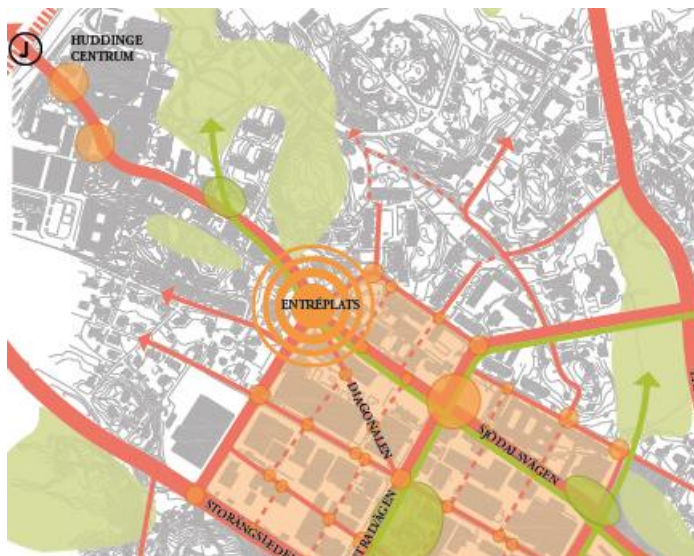 J
HUDDINGE
CENTRUM
ENTRÉPLATS
DIAGONALEN
SJÖDALSVÄGEN
STORÄNGSLEDEN